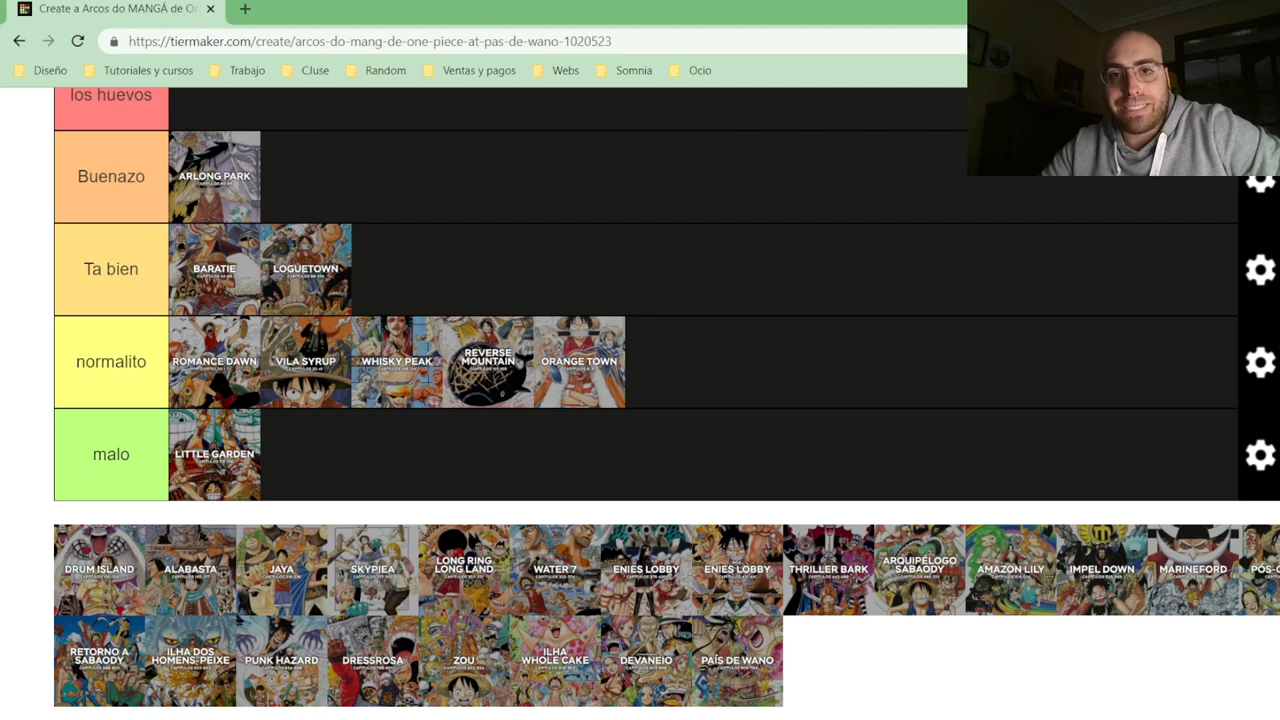 Create a Arcos do MANGÁ de On
https://tiermaker.com/create/arcos-do-mang-de-one-piece-at-pas-de-wano-1020523
Diseño Tutoriales y cursos Trabajo CJuse Random Ventas y pagos Webs Somnia Ocio
los huevos
Buenazo
ARLONG PARK
Ta bien
BARATIE LOGUETOWN
normalito
ROMANCE DAWN VILA SYRUP WHISKY PEAK REVERSE MOUNTAIN ORANGE TOWN
malo
LITTLE GARDEN
DRUM ISLAND ALABASTA JAYA SKYPIEA LONG RING LONG LAND WATER 7 ENIES LOBBY ENIES LOBBY THRILLER BARK ARQUIPÉLOGO SABAODY AMAZON LILY IMPEL DOWN MARINEFORD PÓS-
RETORNO A SABAODY ILHA DOS HOMENS-PEIXE PUNK HAZARD DRESSROSA ZOU ILHA WHOLE CAKE DEVANEIO PAÍS DE WANO